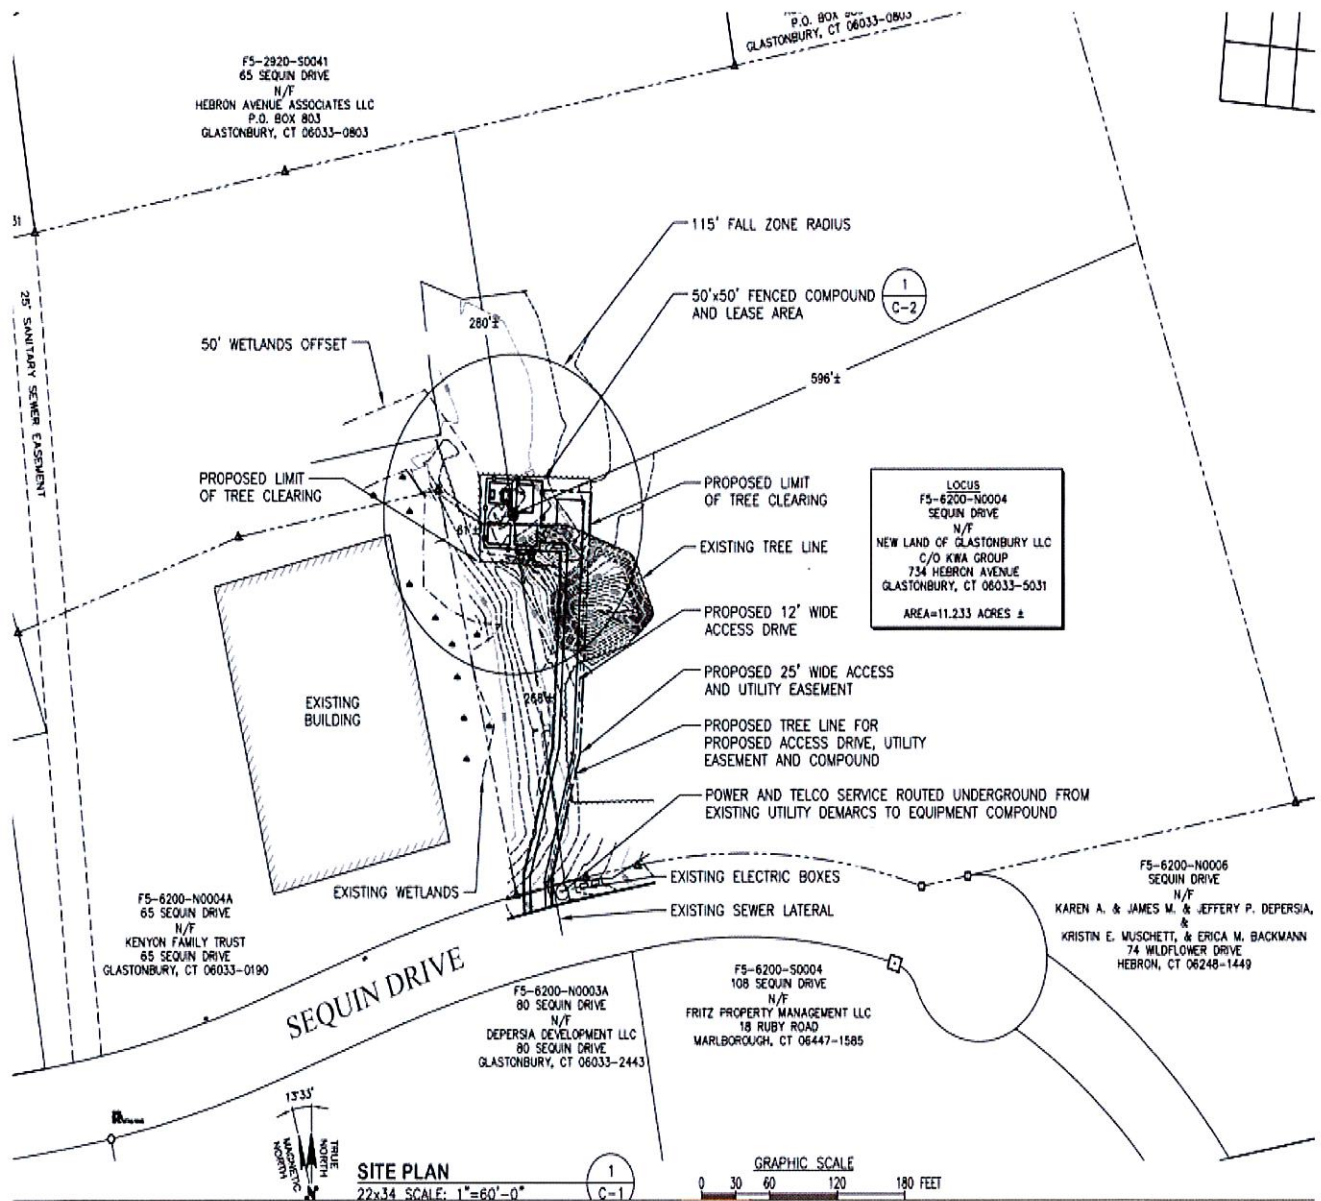 P.O. BOX 803
GLASTONBURY, CT 06033-0803
F5-2920-S0041
65 SEQUIN DRIVE
N/F
HEBRON AVENUE ASSOCIATES LLC
P.O. BOX 803
GLASTONBURY, CT 06033-0803
31
25' SANITARY SEWER EASEMENT
115' FALL ZONE RADIUS
50'x50' FENCED COMPOUND
AND LEASE AREA
1
C-2
280'±
50' WETLANDS OFFSET
596'±
PROPOSED LIMIT
OF TREE CLEARING
PROPOSED LIMIT
OF TREE CLEARING
81'±
EXISTING TREE LINE
LOCUS
F5-6200-N0004
SEQUIN DRIVE
N/F
NEW LAND OF GLASTONBURY LLC
C/O KWA GROUP
734 HEBRON AVENUE
GLASTONBURY, CT 06033-5031
AREA=11.233 ACRES ±
PROPOSED 12' WIDE
ACCESS DRIVE
PROPOSED 25' WIDE ACCESS
AND UTILITY EASEMENT
EXISTING
BUILDING
268'±
PROPOSED TREE LINE FOR
PROPOSED ACCESS DRIVE, UTILITY
EASEMENT AND COMPOUND
POWER AND TELCO SERVICE ROUTED UNDERGROUND FROM
EXISTING UTILITY DEMARCS TO EQUIPMENT COMPOUND
EXISTING WETLANDS
EXISTING ELECTRIC BOXES
EXISTING SEWER LATERAL
F5-6200-N0004A
65 SEQUIN DRIVE
N/F
KENYON FAMILY TRUST
65 SEQUIN DRIVE
GLASTONBURY, CT 06033-0190
F5-6200-N0006
SEQUIN DRIVE
N/F
KAREN A. & JAMES M. & JEFFERY P. DEPERSIA,
&
KRISTIN E. MUSCHETT, & ERICA M. BACKMANN
74 WILDFLOWER DRIVE
HEBRON, CT 06248-1449
SEQUIN DRIVE
F5-6200-N0003A
80 SEQUIN DRIVE
N/F
DEPERSIA DEVELOPMENT LLC
80 SEQUIN DRIVE
GLASTONBURY, CT 06033-2443
F5-6200-S0004
108 SEQUIN DRIVE
N/F
FRITZ PROPERTY MANAGEMENT LLC
18 RUBY ROAD
MARLBOROUGH, CT 06447-1585
13°35'
TRUE
NORTH
MAGNETIC
NORTH
N
SITE PLAN
22x34 SCALE: 1"=60'-0"
1
C-1
GRAPHIC SCALE
0 30 60 120 180 FEET